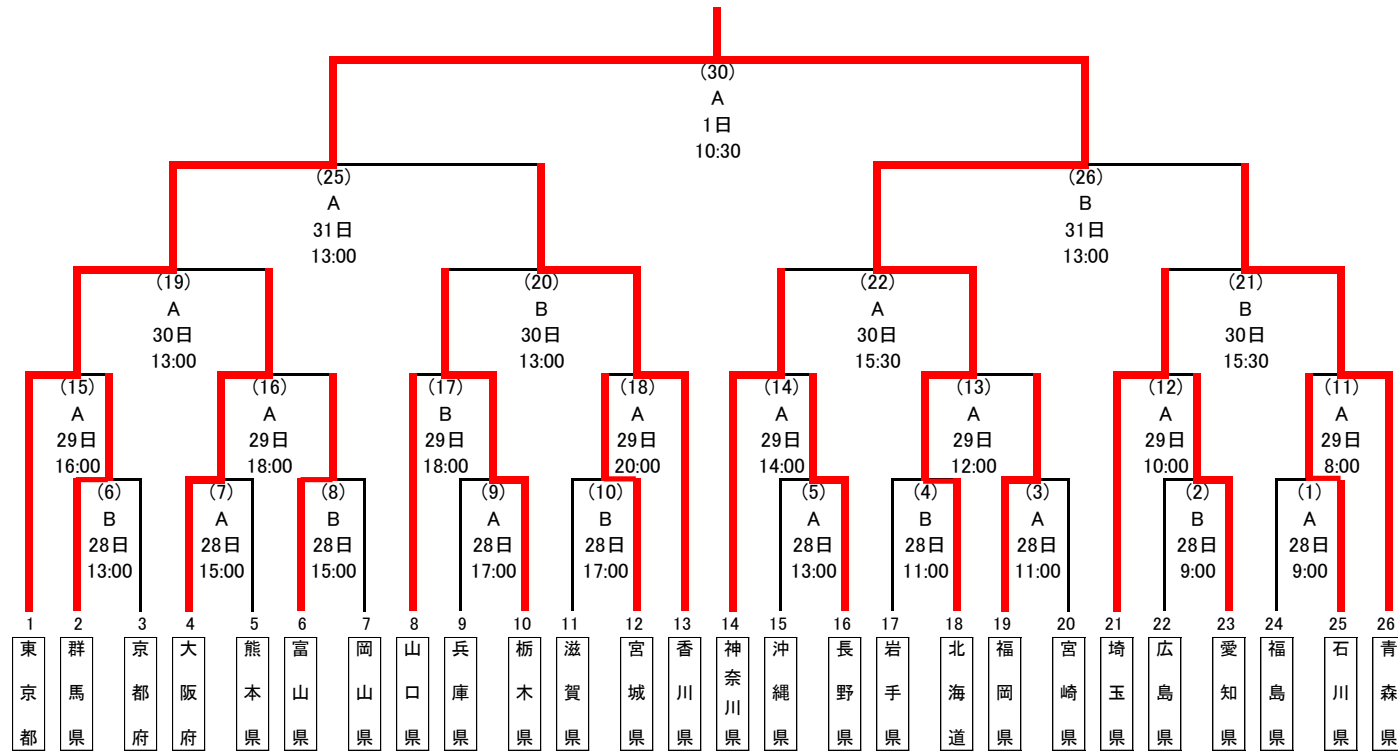 (30)
A
1日
10:30
(25)
A
31日
13:00
(26)
B
31日
13:00
(19)
A
30日
13:00
(20)
B
30日
13:00
(22)
A
30日
15:30
(21)
B
30日
15:30
(15)
A
29日
16:00
(16)
A
29日
18:00
(17)
B
29日
18:00
(18)
A
29日
20:00
(14)
A
29日
14:00
(13)
A
29日
12:00
(12)
A
29日
10:00
(11)
A
29日
8:00
(6)
B
28日
13:00
(7)
A
28日
15:00
(8)
B
28日
15:00
(9)
A
28日
17:00
(10)
B
28日
17:00
(5)
A
28日
13:00
(4)
B
28日
11:00
(3)
A
28日
11:00
(2)
B
28日
9:00
(1)
A
28日
9:00
1 2 3 4 5 6 7 8 9 10 11 12 13 14 15 16 17 18 19 20 21 22 23 24 25 26
東京都
群馬県
京都府
大阪府
熊本県
富山県
岡山県
山口県
兵庫県
栃木県
滋賀県
宮城県
香川県
神奈川県
沖縄県
長野県
岩手県
北海道
福岡県
宮崎県
埼玉県
広島県
愛知県
福島県
石川県
青森県